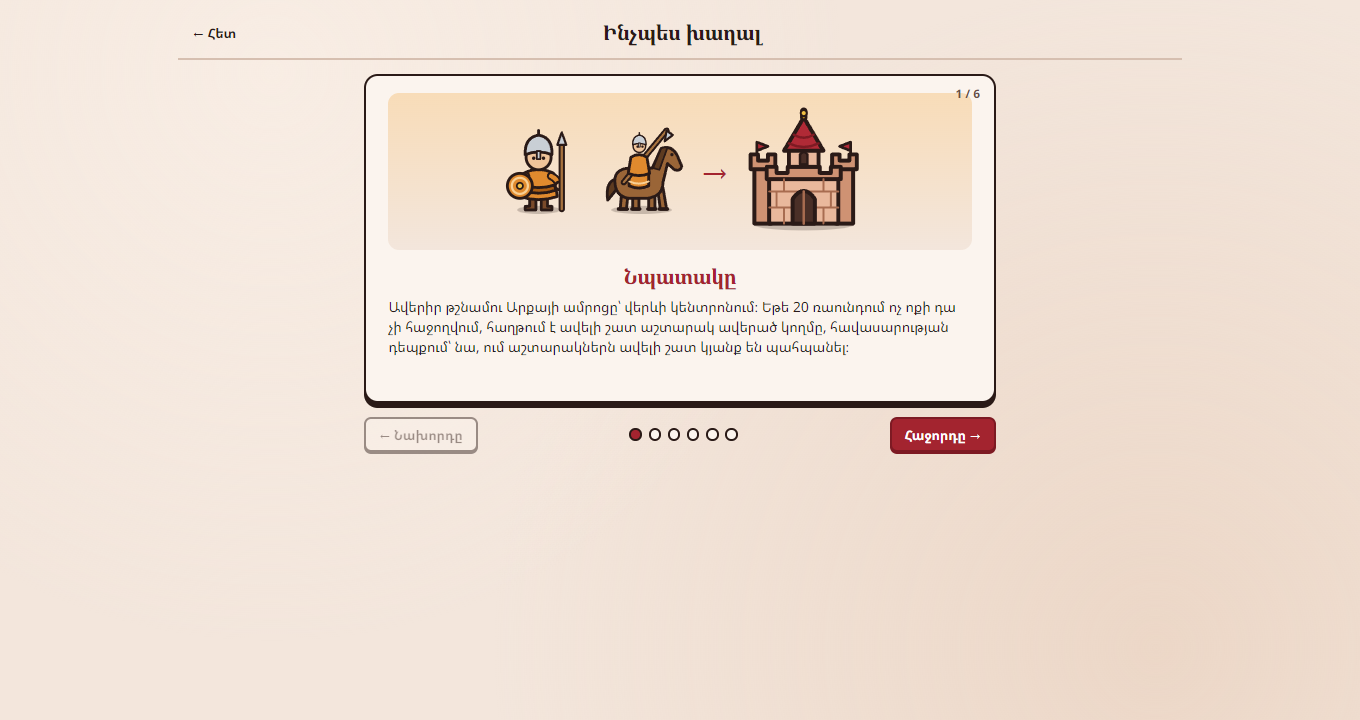 ← Հետ
Ինչպես խաղալ
1 / 6
→
Նպատակը
Ավերիր թշնամու Արքայի ամրոցը՝ վերևի կենտրոնում։ Եթե 20 ռաունդում ոչ ոքի դա
չի հաջողվում, հաղթում է ավելի շատ աշտարակ ավերած կողմը, հավասարության
դեպքում՝ նա, ում աշտարակներն ավելի շատ կյանք են պահպանել։
← Նախորդը
Հաջորդը →